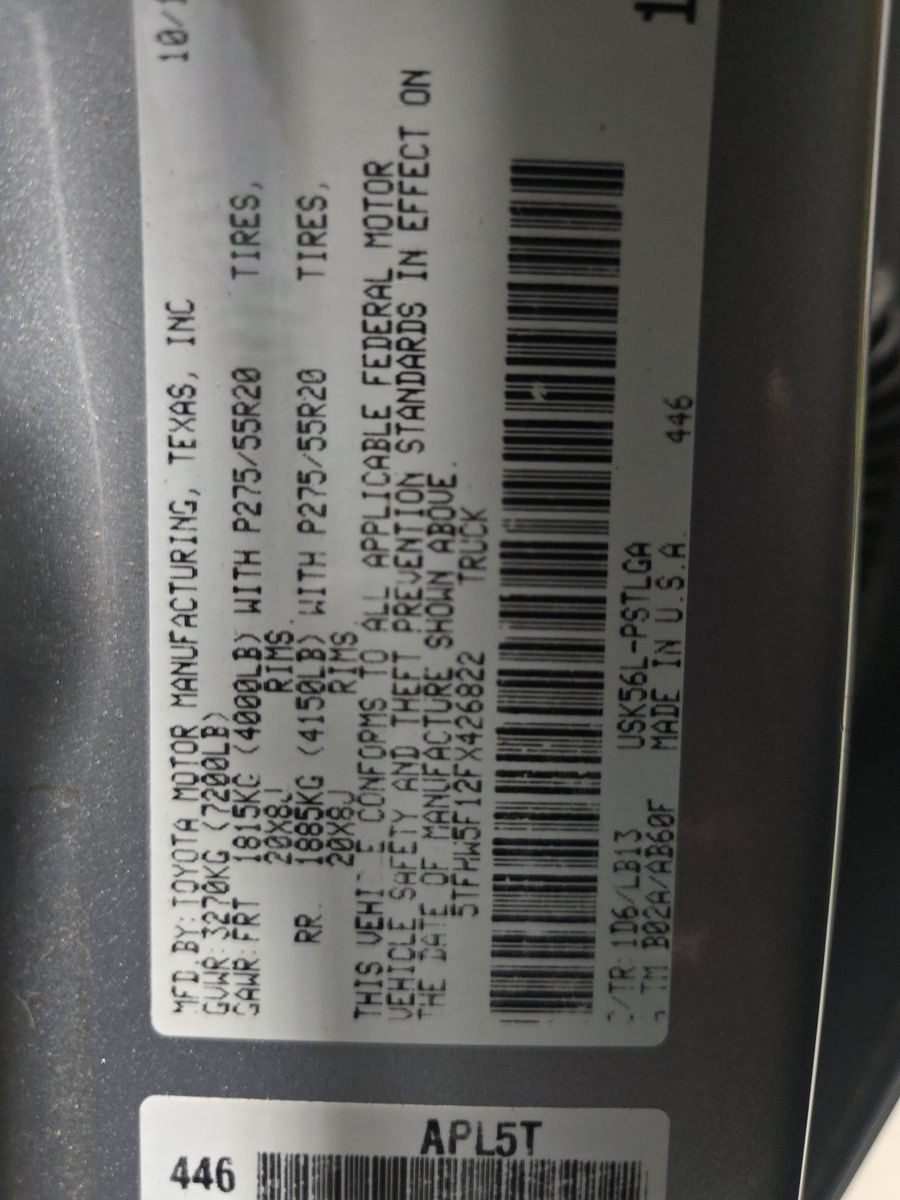 MFD BY: TOYOTA MOTOR MANUFACTURING, TEXAS, INC 10/1
GVWR: 3270KG (7200LB)
GAWR: FRT 1815KG (4000LB) WITH P275/55R20 TIRES,
20X8J RIMS.
RR. 1885KG (4150LB) WITH P275/55R20 TIRES,
20X8J RIMS
THIS VEHI E CONFORMS TO ALL APPLICABLE FEDERAL MOTOR
VEHICLE SAFETY AND THEFT PREVENTION STANDARDS IN EFFECT ON
THE DATE OF MANUFACTURE SHOWN ABOVE.
5TFHW5F12FX426822 TRUCK
C/TR: 1D6/LB13 USK56L-PSTLGA 446
TM B02A/AB60F MADE IN U.S.A.
1
446 APL5T